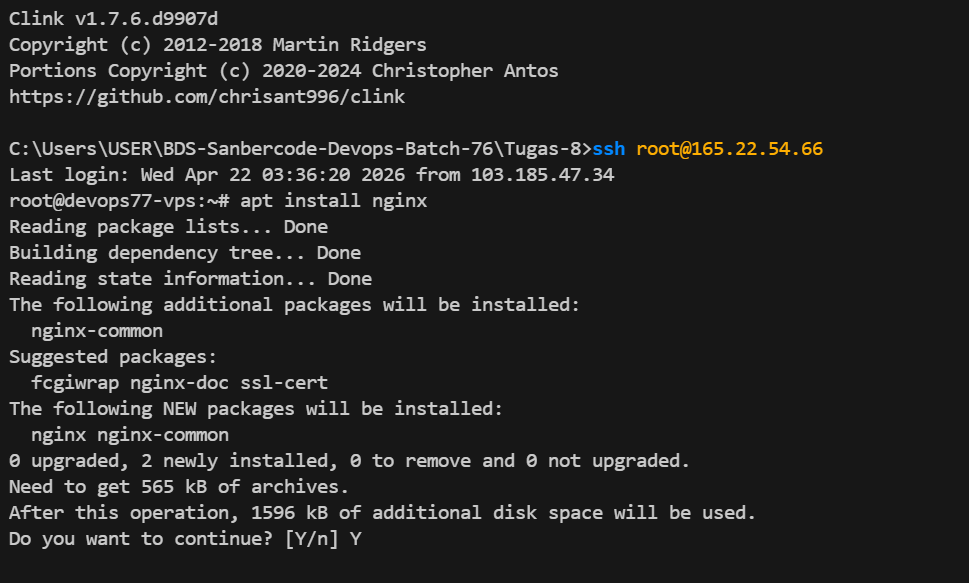 Clink v1.7.6.d9907d
Copyright (c) 2012-2018 Martin Ridgers
Portions Copyright (c) 2020-2024 Christopher Antos
https://github.com/chrisant996/clink
C:\Users\USER\BDS-Sanbercode-Devops-Batch-76\Tugas-8>ssh root@165.22.54.66
Last login: Wed Apr 22 03:36:20 2026 from 103.185.47.34
root@devops77-vps:~# apt install nginx
Reading package lists... Done
Building dependency tree... Done
Reading state information... Done
The following additional packages will be installed:
  nginx-common
Suggested packages:
  fcgiwrap nginx-doc ssl-cert
The following NEW packages will be installed:
  nginx nginx-common
0 upgraded, 2 newly installed, 0 to remove and 0 not upgraded.
Need to get 565 kB of archives.
After this operation, 1596 kB of additional disk space will be used.
Do you want to continue? [Y/n] Y